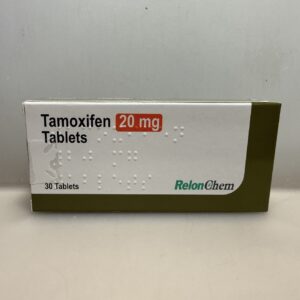 Tamoxifen 20 mg
Tablets
30 Tablets
RelonChem